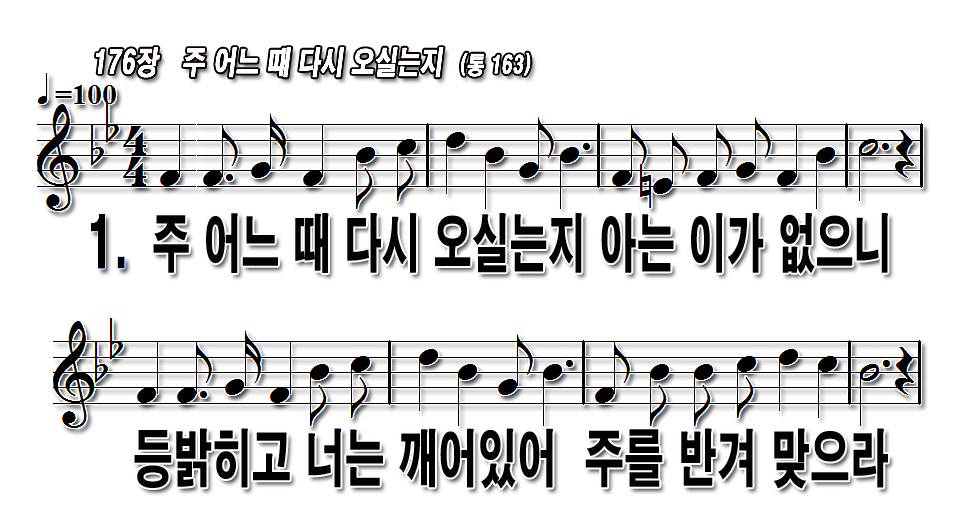 176장 주 어느 때 다시 오실는지 (통 163)
♩=100
1. 주 어느 때 다시 오실는지 아는 이가 없으니
등밝히고 너는 깨어있어 주를 반겨 맞으라